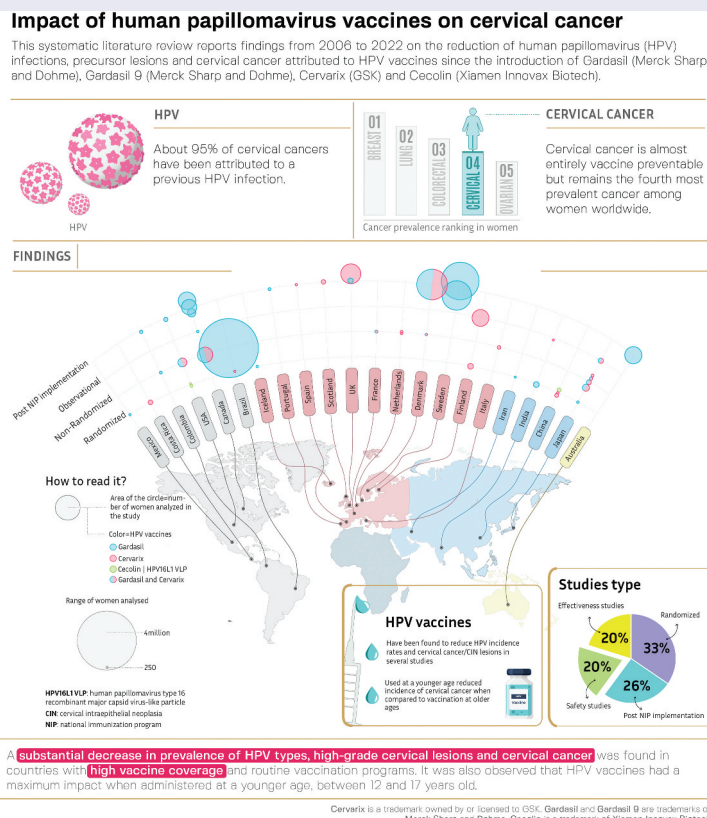 Impact of human papillomavirus vaccines on cervical cancer
This systematic literature review reports findings from 2006 to 2022 on the reduction of human papillomavirus (HPV)
infections, precursor lesions and cervical cancer attributed to HPV vaccines since the introduction of Gardasil (Merck Sharp
and Dohme), Gardasil 9 (Merck Sharp and Dohme), Cervarix (GSK) and Cecolin (Xiamen Innovax Biotech).
HPV
About 95% of cervical cancers
have been attributed to a
previous HPV infection.
HPV
01
BREAST
02
LUNG
03
COLORECTAL
04
CERVICAL
05
OVARIAN
Cancer prevalence ranking in women
CERVICAL CANCER
Cervical cancer is almost
entirely vaccine preventable
but remains the fourth most
prevalent cancer among
women worldwide.
FINDINGS
Post NIP implementation
Observational
Non-Randomized
Randomized
Mexico
Costa Rica
Colombia
USA
Canada
Brazil
Iceland
Portugal
Spain
Scotland
UK
France
Netherlands
Denmark
Sweden
Finland
Italy
Iran
India
China
Japan
Australia
How to read it?
Area of the circle=num-
ber of women analyzed in
the study
Color=HPV vaccines
Gardasil
Cervarix
Cecolin | HPV16L1 VLP
Gardasil and Cervarix
Range of women analysed
4million
250
HPV16L1 VLP: human papillomavirus type 16
recombinant major capsid virus-like particle
CIN: cervical intraepithelial neoplasia
NIP: national immunization program
HPV vaccines
Have been found to reduce HPV incidence
rates and cervical cancer/CIN lesions in
several studies
Used at a younger age reduced
incidence of cervical cancer when
compared to vaccination at older
ages
Vaccine
Studies type
Effectiveness studies
Randomized
20%
33%
20%
26%
Safety studies
Post NIP implementation
A substantial decrease in prevalence of HPV types, high-grade cervical lesions and cervical cancer was found in
countries with high vaccine coverage and routine vaccination programs. It was also observed that HPV vaccines had a
maximum impact when administered at a younger age, between 12 and 17 years old.
Cervarix is a trademark owned by or licensed to GSK. Gardasil and Gardasil 9 are trademarks o